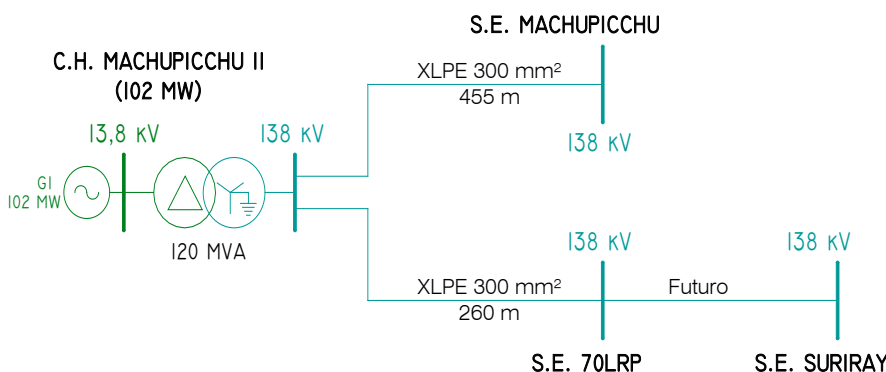 S.E. MACHUPICCHU
C.H. MACHUPICCHU II
(102 MW)
XLPE 300 mm²
455 m
13,8 kV
138 kV
138 kV
G1
102 MW
120 MVA
138 kV
138 kV
XLPE 300 mm²
260 m
Futuro
S.E. 70LRP
S.E. SURIRAY